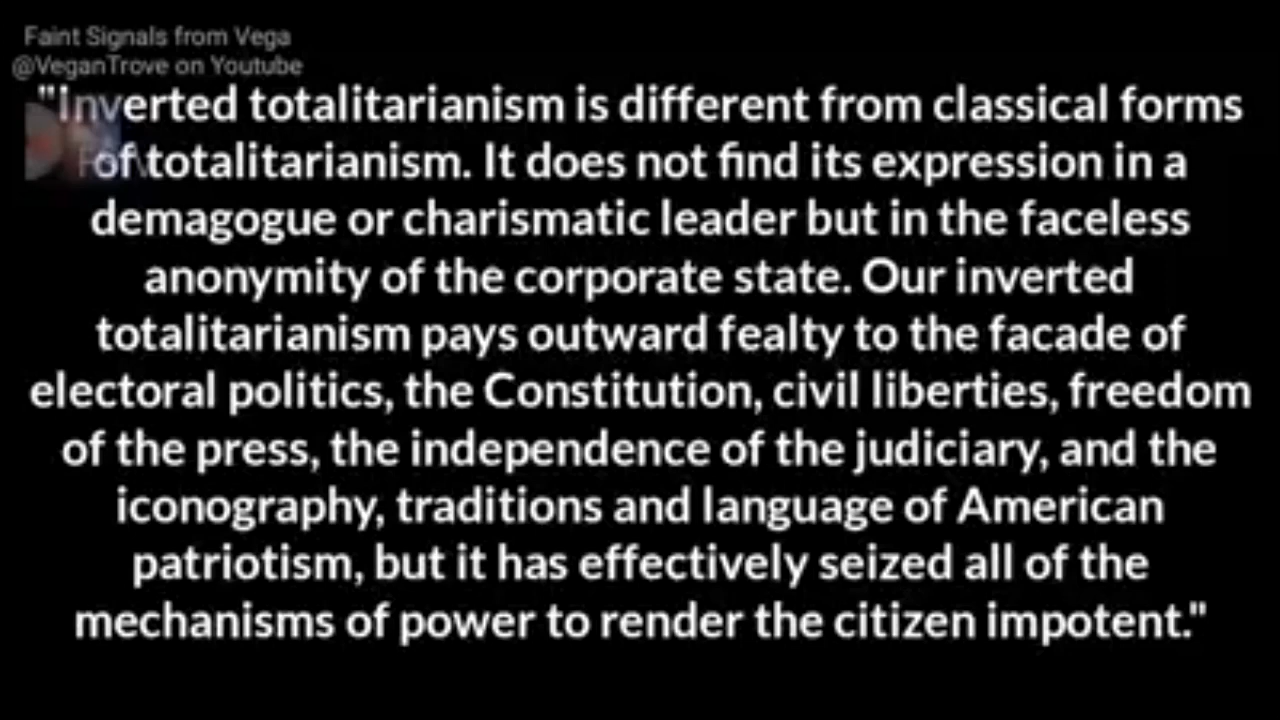 Faint Signals from Vega
@VeganTrove on Youtube
"Inverted totalitarianism is different from classical forms
of totalitarianism. It does not find its expression in a
demagogue or charismatic leader but in the faceless
anonymity of the corporate state. Our inverted
totalitarianism pays outward fealty to the facade of
electoral politics, the Constitution, civil liberties, freedom
of the press, the independence of the judiciary, and the
iconography, traditions and language of American
patriotism, but it has effectively seized all of the
mechanisms of power to render the citizen impotent."